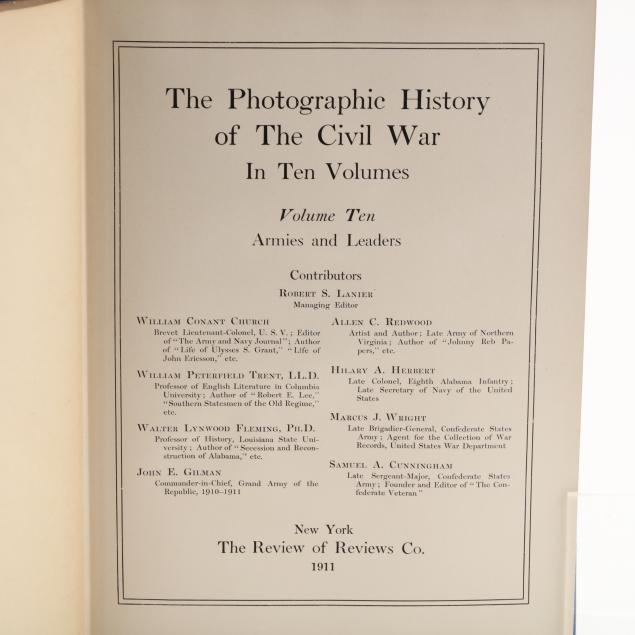 The Photographic History
of The Civil War
In Ten Volumes
Volume Ten
Armies and Leaders
Contributors
Robert S. Lanier
Managing Editor
William Conant Church
Brevet Lieutenant-Colonel, U. S. V.; Editor
of "The Army and Navy Journal"; Author
of "Life of Ulysses S. Grant," "Life of
John Ericsson," etc.
William Peterfield Trent, LL.D.
Professor of English Literature in Columbia
University; Author of "Robert E. Lee,"
"Southern Statesmen of the Old Regime,"
etc.
Walter Lynwood Fleming, Ph.D.
Professor of History, Louisiana State Uni-
versity; Author of "Secession and Recon-
struction of Alabama," etc.
John E. Gilman
Commander-in-Chief, Grand Army of the
Republic, 1910-1911
Allen C. Redwood
Artist and Author; Late Army of Northern
Virginia; Author of "Johnny Reb Pa-
pers," etc.
Hilary A. Herbert
Late Colonel, Eighth Alabama Infantry;
Late Secretary of Navy of the United
States
Marcus J. Wright
Late Brigadier-General, Confederate States
Army; Agent for the Collection of War
Records, United States War Department
Samuel A. Cunningham
Late Sergeant-Major, Confederate States
Army; Founder and Editor of "The Con-
federate Veteran"
New York
The Review of Reviews Co.
1911